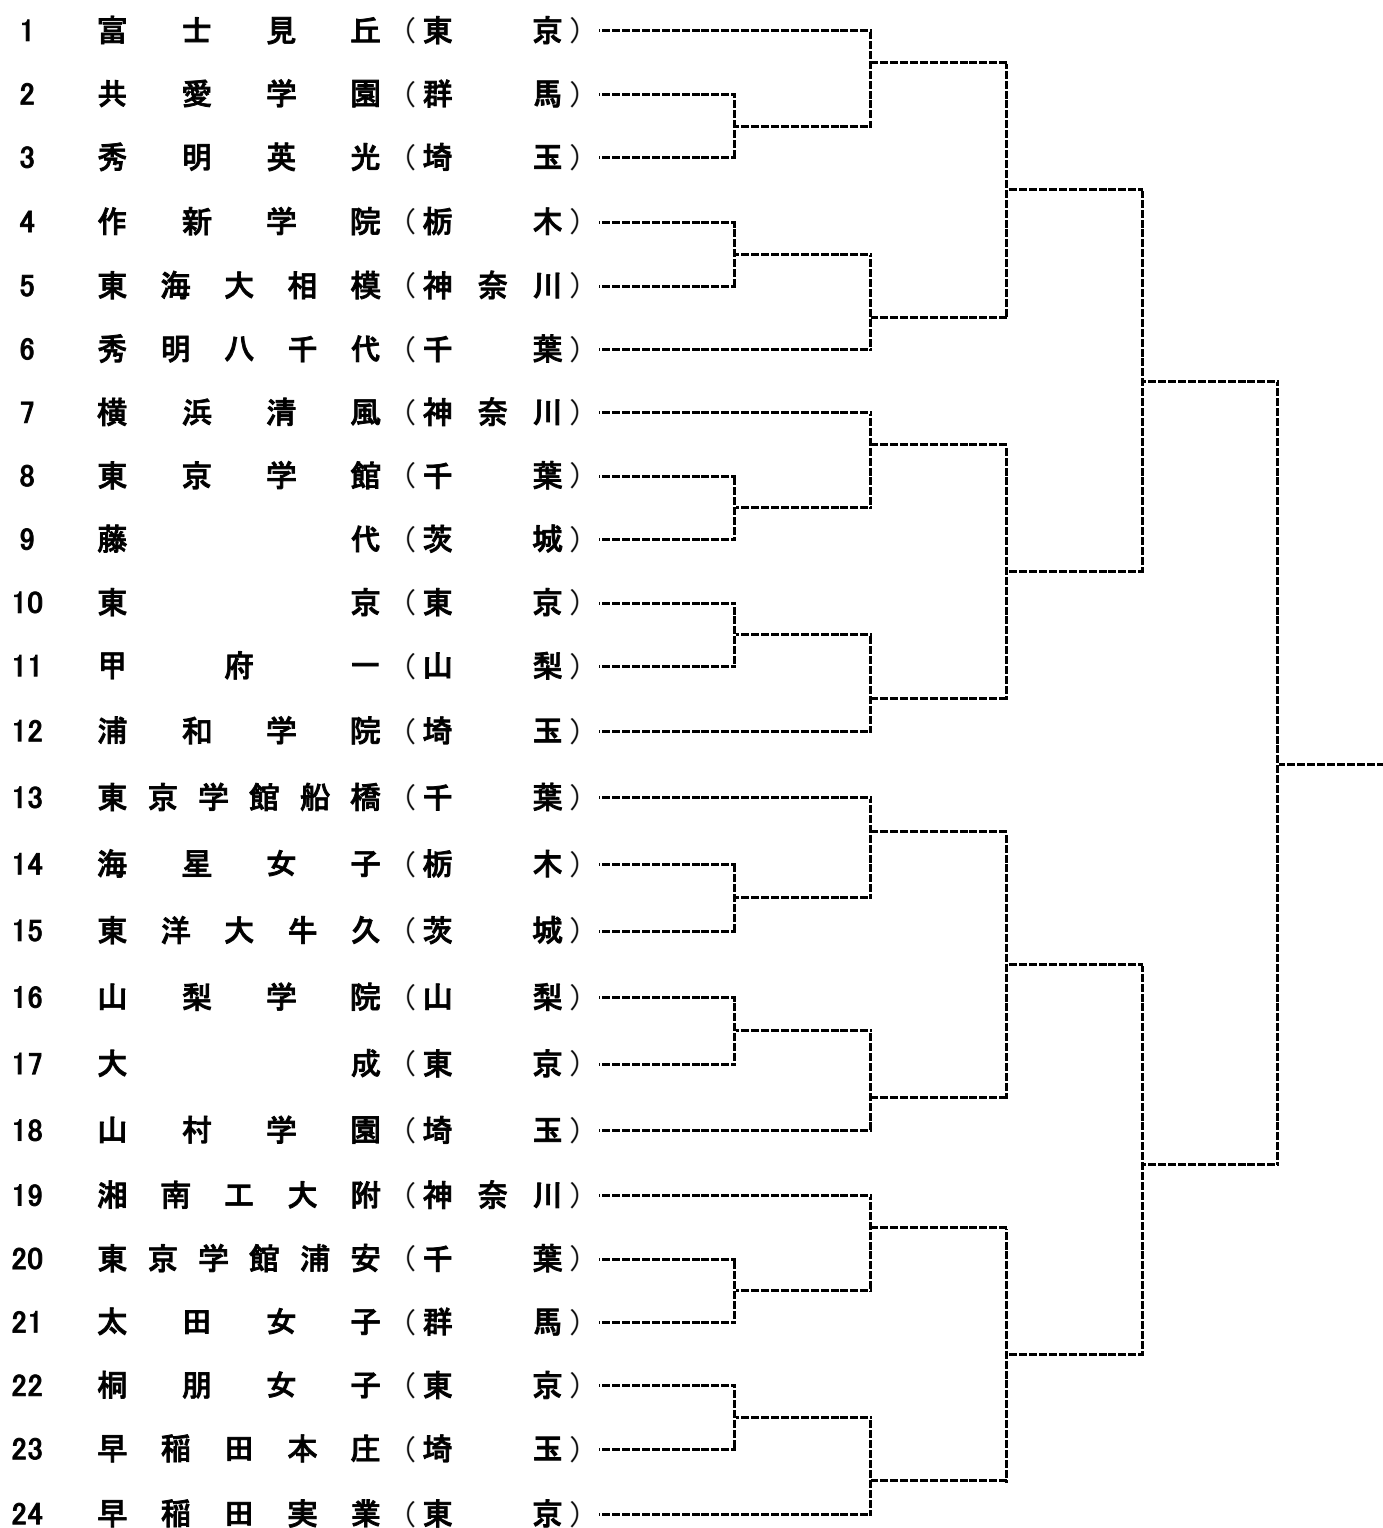 1 富士見丘（東京）
2 共愛学園（群馬）
3 秀明英光（埼玉）
4 作新学院（栃木）
5 東海大相模（神奈川）
6 秀明八千代（千葉）
7 横浜清風（神奈川）
8 東京学館（千葉）
9 藤代（茨城）
10 東京（東京）
11 甲府一（山梨）
12 浦和学院（埼玉）
13 東京学館船橋（千葉）
14 海星女子（栃木）
15 東洋大牛久（茨城）
16 山梨学院（山梨）
17 大成（東京）
18 山村学園（埼玉）
19 湘南工大附（神奈川）
20 東京学館浦安（千葉）
21 太田女子（群馬）
22 桐朋女子（東京）
23 早稲田本庄（埼玉）
24 早稲田実業（東京）